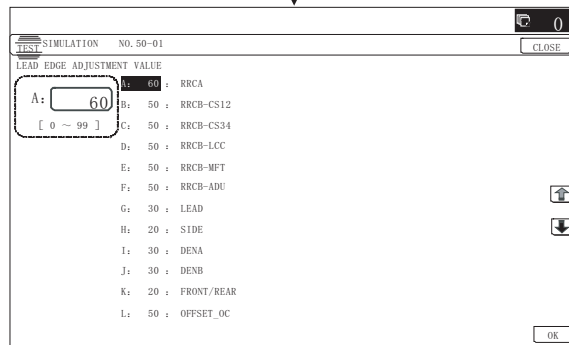 0
TEST SIMULATION NO. 50-01
CLOSE
LEAD EDGE ADJUSTMENT VALUE
A: 60
[ 0 ~ 99 ]
A: 60 : RRCA
B: 50 : RRCB-CS12
C: 50 : RRCB-CS34
D: 50 : RRCB-LCC
E: 50 : RRCB-MFT
F: 50 : RRCB-ADU
G: 30 : LEAD
H: 20 : SIDE
I: 30 : DENA
J: 30 : DENB
K: 20 : FRONT/REAR
L: 50 : OFFSET_OC
OK